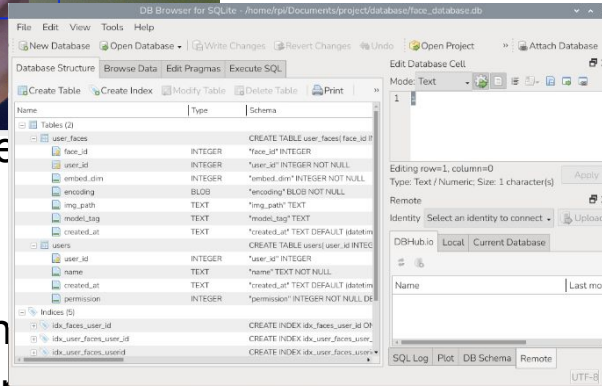 DB Browser for SQLite - /home/rpi/Documents/project/database/face_database.db
File Edit View Tools Help
New Database Open Database Write Changes Revert Changes Undo Open Project » Attach Database
Database Structure Browse Data Edit Pragmas Execute SQL
Create Table Create Index Modify Table Delete Table Print »
Name Type Schema
Tables (2)
user_faces CREATE TABLE user_faces( face_id
face_id INTEGER "face_id" INTEGER
user_id INTEGER "user_id" INTEGER NOT NULL
embed_dim INTEGER "embed_dim" INTEGER NOT NULL
encoding BLOB "encoding" BLOB NOT NULL
img_path TEXT "img_path" TEXT
model_tag TEXT "model_tag" TEXT
created_at TEXT "created_at" TEXT DEFAULT (datetim
users CREATE TABLE users( user_id INTEG
user_id INTEGER "user_id" INTEGER
name TEXT "name" TEXT NOT NULL
created_at TEXT "created_at" TEXT DEFAULT (datetim
permission INTEGER "permission" INTEGER NOT NULL DE
Indices (5)
idx_faces_user_id CREATE INDEX idx_faces_user_id ON
idx_user_faces_user_id CREATE INDEX idx_user_faces_user_
idx_user_faces_userid CREATE INDEX idx_user_faces_useri
Edit Database Cell
Mode: Text
1
Editing row=1, column=0
Type: Text / Numeric; Size: 1 character(s)
Apply
Remote
Identity Select an identity to connect Upload
DBHub.io Local Current Database
Name Last mo
SQL Log Plot DB Schema Remote
UTF-8